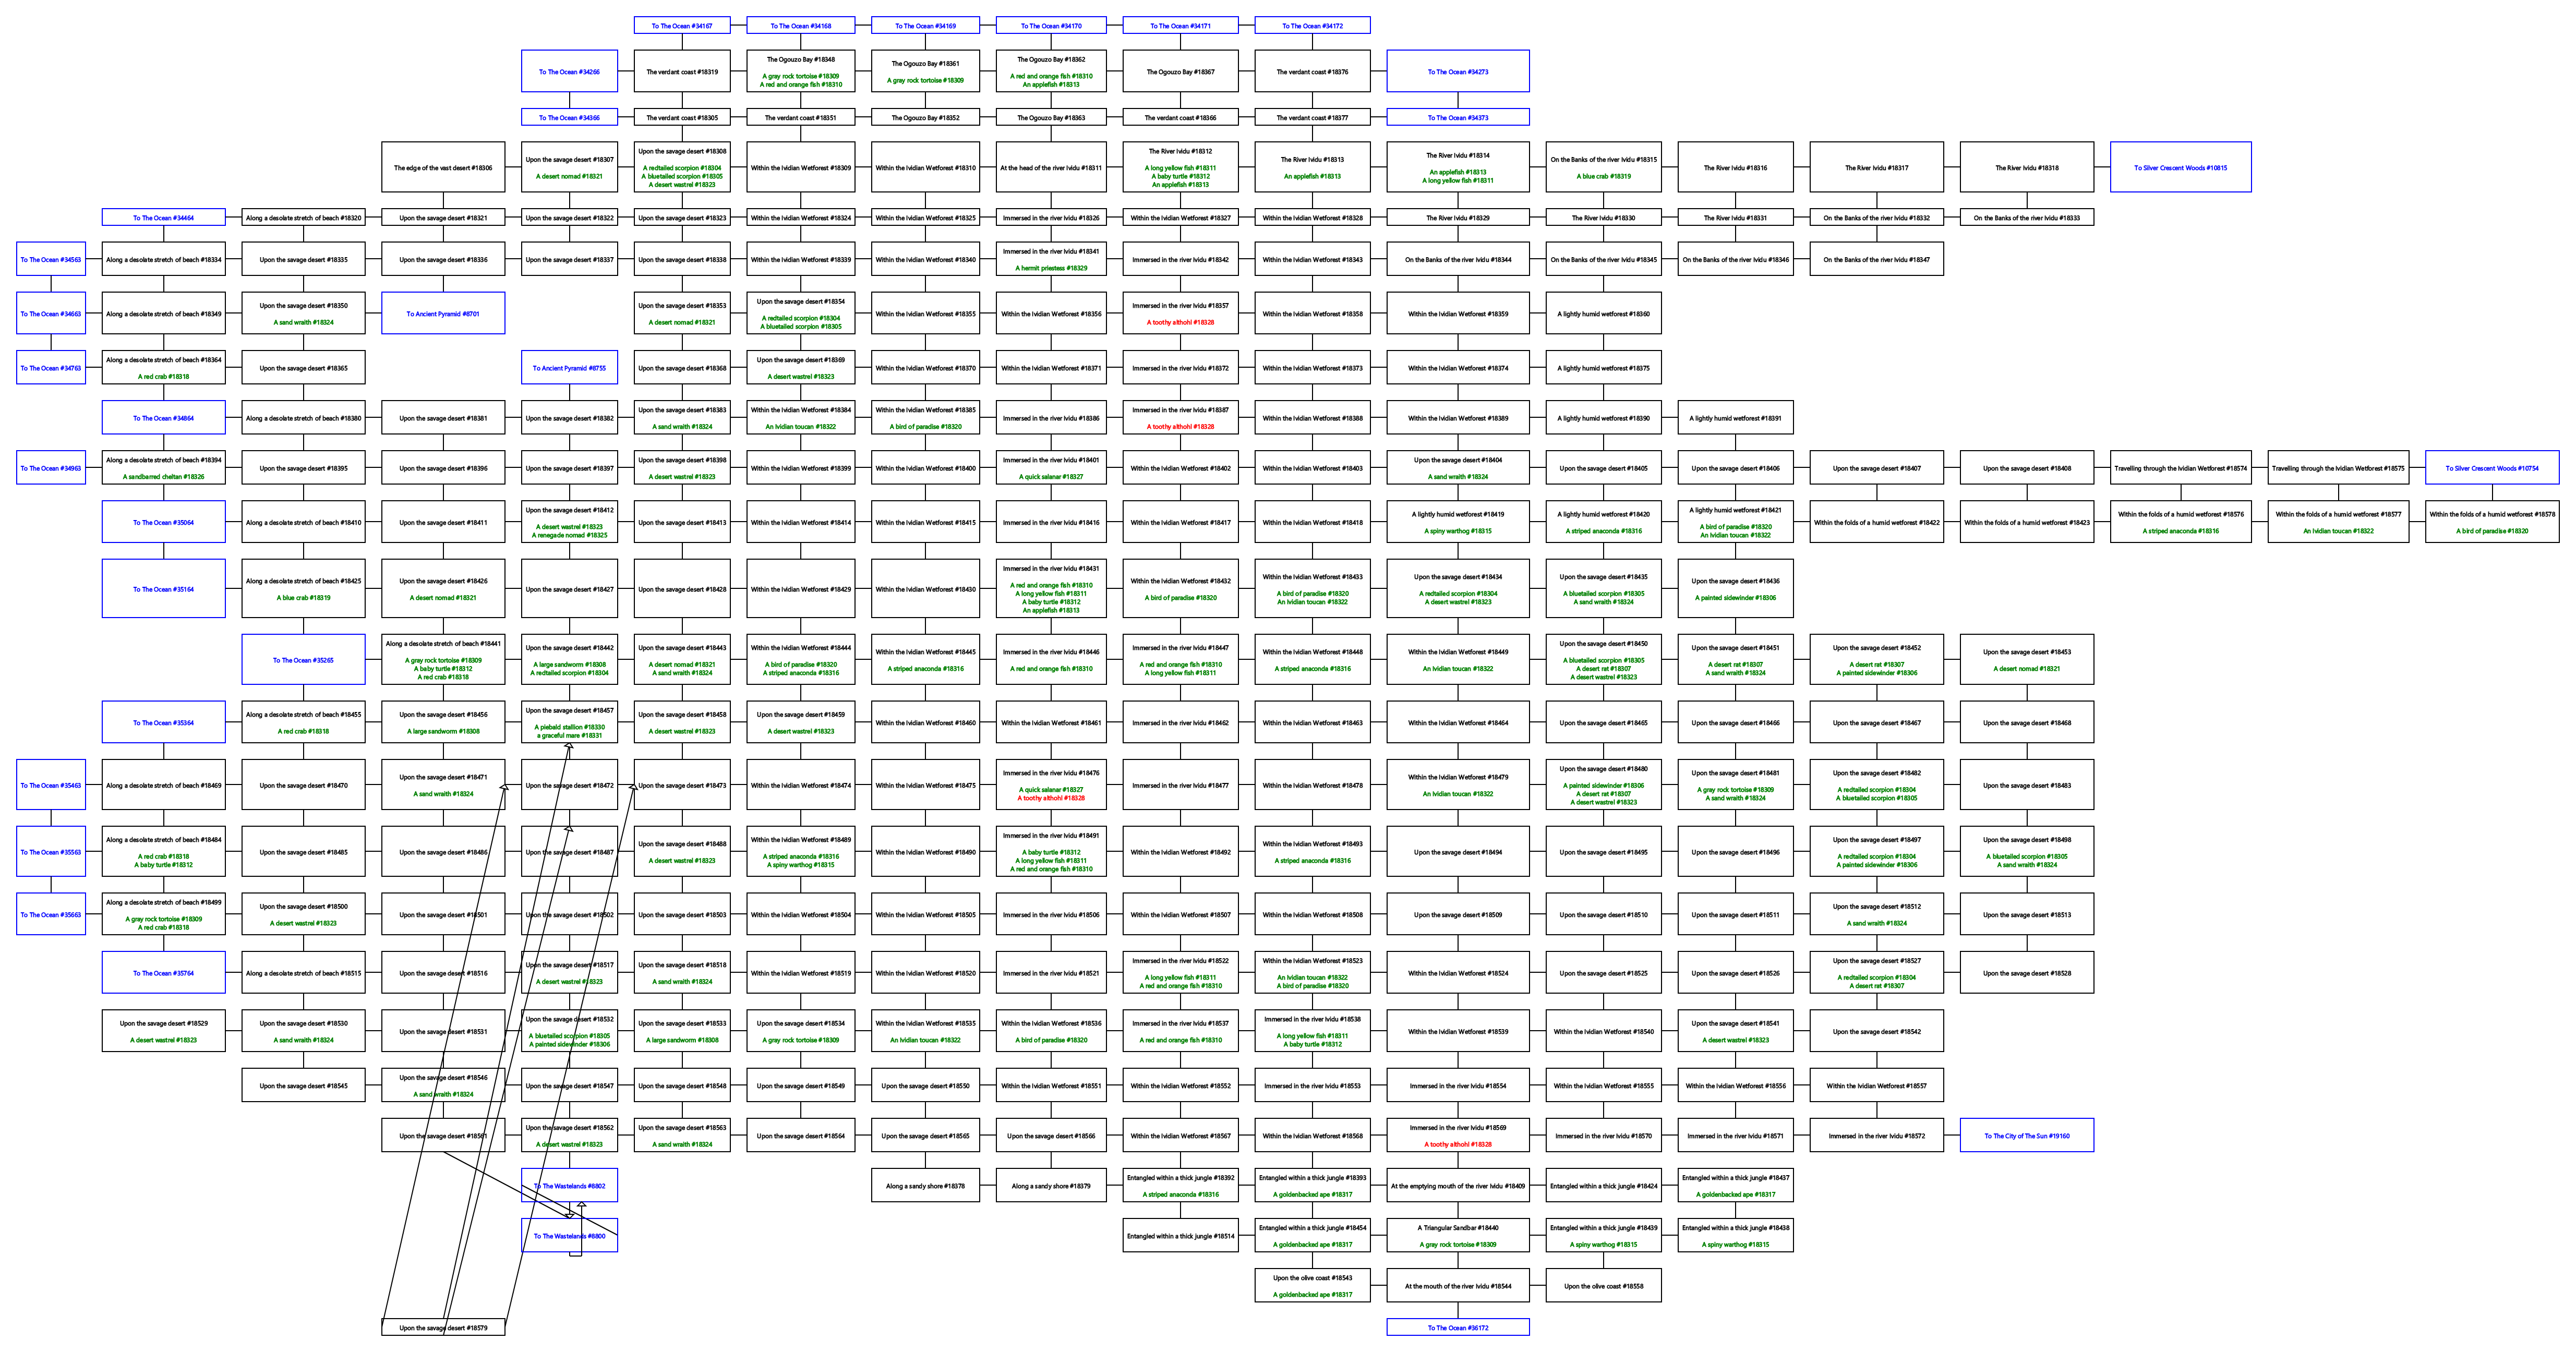 To The Ocean #34167
To The Ocean #34168
To The Ocean #34169
To The Ocean #34170
To The Ocean #34171
To The Ocean #34172
To The Ocean #34266
The verdant coast #18319
The Ogouzo Bay #18348
A gray rock tortoise #18309
A red and orange fish #18310
The Ogouzo Bay #18361
A gray rock tortoise #18309
The Ogouzo Bay #18362
A red and orange fish #18310
An applefish #18313
The Ogouzo Bay #18367
The verdant coast #18376
To The Ocean #34273
To The Ocean #34366
The verdant coast #18305
The verdant coast #18351
The Ogouzo Bay #18352
The Ogouzo Bay #18363
The verdant coast #18366
The verdant coast #18377
To The Ocean #34373
The edge of the vast desert #18306
Upon the savage desert #18307
A desert nomad #18321
Upon the savage desert #18308
A redtailed scorpion #18304
A bluetailed scorpion #18305
A desert wastrel #18323
Within the Ividian Wetforest #18309
Within the Ividian Wetforest #18310
At the head of the river Ividu #18311
The River Ividu #18312
A long yellow fish #18311
A baby turtle #18312
An applefish #18313
The River Ividu #18313
An applefish #18313
The River Ividu #18314
An applefish #18313
A long yellow fish #18311
On the Banks of the river Ividu #18315
A blue crab #18319
The River Ividu #18316
The River Ividu #18317
The River Ividu #18318
To Silver Crescent Woods #10815
To The Ocean #34464
Along a desolate stretch of beach #18320
Upon the savage desert #18321
Upon the savage desert #18322
Upon the savage desert #18323
Within the Ividian Wetforest #18324
Within the Ividian Wetforest #18325
Immersed in the river Ividu #18326
Within the Ividian Wetforest #18327
Within the Ividian Wetforest #18328
The River Ividu #18329
The River Ividu #18330
The River Ividu #18331
On the Banks of the river Ividu #18332
On the Banks of the river Ividu #18333
To The Ocean #34563
Along a desolate stretch of beach #18334
Upon the savage desert #18335
Upon the savage desert #18336
Upon the savage desert #18337
Upon the savage desert #18338
Within the Ividian Wetforest #18339
Within the Ividian Wetforest #18340
Immersed in the river Ividu #18341
A hermit priestess #18329
Immersed in the river Ividu #18342
Within the Ividian Wetforest #18343
On the Banks of the river Ividu #18344
On the Banks of the river Ividu #18345
On the Banks of the river Ividu #18346
On the Banks of the river Ividu #18347
To The Ocean #34663
Along a desolate stretch of beach #18349
Upon the savage desert #18350
A sand wraith #18324
To Ancient Pyramid #8701
Upon the savage desert #18353
A desert nomad #18321
Upon the savage desert #18354
A redtailed scorpion #18304
A bluetailed scorpion #18305
Within the Ividian Wetforest #18355
Within the Ividian Wetforest #18356
Immersed in the river Ividu #18357
A toothy althohl #18328
Within the Ividian Wetforest #18358
Within the Ividian Wetforest #18359
A lightly humid wetforest #18360
To The Ocean #34763
Along a desolate stretch of beach #18364
A red crab #18318
Upon the savage desert #18365
To Ancient Pyramid #8755
Upon the savage desert #18368
Upon the savage desert #18369
A desert wastrel #18323
Within the Ividian Wetforest #18370
Within the Ividian Wetforest #18371
Immersed in the river Ividu #18372
Within the Ividian Wetforest #18373
Within the Ividian Wetforest #18374
A lightly humid wetforest #18375
To The Ocean #34864
Along a desolate stretch of beach #18380
Upon the savage desert #18381
Upon the savage desert #18382
Upon the savage desert #18383
A sand wraith #18324
Within the Ividian Wetforest #18384
An Ividian toucan #18322
Within the Ividian Wetforest #18385
A bird of paradise #18320
Immersed in the river Ividu #18386
Immersed in the river Ividu #18387
A toothy althohl #18328
Within the Ividian Wetforest #18388
Within the Ividian Wetforest #18389
A lightly humid wetforest #18390
A lightly humid wetforest #18391
To The Ocean #34963
Along a desolate stretch of beach #18394
A sandbarred cheltan #18326
Upon the savage desert #18395
Upon the savage desert #18396
Upon the savage desert #18397
Upon the savage desert #18398
A desert wastrel #18323
Within the Ividian Wetforest #18399
Within the Ividian Wetforest #18400
Immersed in the river Ividu #18401
A quick salanar #18327
Within the Ividian Wetforest #18402
Within the Ividian Wetforest #18403
Upon the savage desert #18404
A sand wraith #18324
Upon the savage desert #18405
Upon the savage desert #18406
Upon the savage desert #18407
Upon the savage desert #18408
Travelling through the Ividian Wetforest #18574
Travelling through the Ividian Wetforest #18575
To Silver Crescent Woods #10754
To The Ocean #35064
Along a desolate stretch of beach #18410
Upon the savage desert #18411
Upon the savage desert #18412
A desert wastrel #18323
A renegade nomad #18325
Upon the savage desert #18413
Within the Ividian Wetforest #18414
Within the Ividian Wetforest #18415
Immersed in the river Ividu #18416
Within the Ividian Wetforest #18417
Within the Ividian Wetforest #18418
A lightly humid wetforest #18419
A spiny warthog #18315
A lightly humid wetforest #18420
A striped anaconda #18316
A lightly humid wetforest #18421
A bird of paradise #18320
An Ividian toucan #18322
Within the folds of a humid wetforest #18422
Within the folds of a humid wetforest #18423
Within the folds of a humid wetforest #18576
A striped anaconda #18316
Within the folds of a humid wetforest #18577
An Ividian toucan #18322
Within the folds of a humid wetforest #18578
A bird of paradise #18320
To The Ocean #35164
Along a desolate stretch of beach #18425
A blue crab #18319
Upon the savage desert #18426
A desert nomad #18321
Upon the savage desert #18427
Upon the savage desert #18428
Within the Ividian Wetforest #18429
Within the Ividian Wetforest #18430
Immersed in the river Ividu #18431
A red and orange fish #18310
A long yellow fish #18311
A baby turtle #18312
An applefish #18313
Within the Ividian Wetforest #18432
A bird of paradise #18320
Within the Ividian Wetforest #18433
A bird of paradise #18320
An Ividian toucan #18322
Upon the savage desert #18434
A redtailed scorpion #18304
A desert wastrel #18323
Upon the savage desert #18435
A bluetailed scorpion #18305
A sand wraith #18324
Upon the savage desert #18436
A painted sidewinder #18306
To The Ocean #35265
Along a desolate stretch of beach #18441
A gray rock tortoise #18309
A baby turtle #18312
A red crab #18318
Upon the savage desert #18442
A large sandworm #18308
A redtailed scorpion #18304
Upon the savage desert #18443
A desert nomad #18321
A sand wraith #18324
Within the Ividian Wetforest #18444
A bird of paradise #18320
A striped anaconda #18316
Within the Ividian Wetforest #18445
A striped anaconda #18316
Immersed in the river Ividu #18446
A red and orange fish #18310
Immersed in the river Ividu #18447
A red and orange fish #18310
A long yellow fish #18311
Within the Ividian Wetforest #18448
A striped anaconda #18316
Within the Ividian Wetforest #18449
An Ividian toucan #18322
Upon the savage desert #18450
A bluetailed scorpion #18305
A desert rat #18307
A desert wastrel #18323
Upon the savage desert #18451
A desert rat #18307
A sand wraith #18324
Upon the savage desert #18452
A desert rat #18307
A painted sidewinder #18306
Upon the savage desert #18453
A desert nomad #18321
To The Ocean #35364
Along a desolate stretch of beach #18455
A red crab #18318
Upon the savage desert #18456
A large sandworm #18308
Upon the savage desert #18457
A piebald stallion #18330
a graceful mare #18331
Upon the savage desert #18458
A desert wastrel #18323
Upon the savage desert #18459
A desert wastrel #18323
Within the Ividian Wetforest #18460
Within the Ividian Wetforest #18461
Immersed in the river Ividu #18462
Within the Ividian Wetforest #18463
Within the Ividian Wetforest #18464
Upon the savage desert #18465
Upon the savage desert #18466
Upon the savage desert #18467
Upon the savage desert #18468
To The Ocean #35463
Along a desolate stretch of beach #18469
Upon the savage desert #18470
Upon the savage desert #18471
A sand wraith #18324
Upon the savage desert #18472
Upon the savage desert #18473
Within the Ividian Wetforest #18474
Within the Ividian Wetforest #18475
Immersed in the river Ividu #18476
A quick salanar #18327
A toothy althohl #18328
Immersed in the river Ividu #18477
Within the Ividian Wetforest #18478
Within the Ividian Wetforest #18479
An Ividian toucan #18322
Upon the savage desert #18480
A painted sidewinder #18306
A desert rat #18307
A desert wastrel #18323
Upon the savage desert #18481
A gray rock tortoise #18309
A sand wraith #18324
Upon the savage desert #18482
A redtailed scorpion #18304
A bluetailed scorpion #18305
Upon the savage desert #18483
To The Ocean #35563
Along a desolate stretch of beach #18484
A red crab #18318
A baby turtle #18312
Upon the savage desert #18485
Upon the savage desert #18486
Upon the savage desert #18487
Upon the savage desert #18488
A desert wastrel #18323
Within the Ividian Wetforest #18489
A striped anaconda #18316
A spiny warthog #18315
Within the Ividian Wetforest #18490
Immersed in the river Ividu #18491
A baby turtle #18312
A long yellow fish #18311
A red and orange fish #18310
Within the Ividian Wetforest #18492
Within the Ividian Wetforest #18493
A striped anaconda #18316
Upon the savage desert #18494
Upon the savage desert #18495
Upon the savage desert #18496
Upon the savage desert #18497
A redtailed scorpion #18304
A painted sidewinder #18306
Upon the savage desert #18498
A bluetailed scorpion #18305
A sand wraith #18324
To The Ocean #35663
Along a desolate stretch of beach #18499
A gray rock tortoise #18309
A red crab #18318
Upon the savage desert #18500
A desert wastrel #18323
Upon the savage desert #18501
Upon the savage desert #18502
Upon the savage desert #18503
Within the Ividian Wetforest #18504
Within the Ividian Wetforest #18505
Immersed in the river Ividu #18506
Within the Ividian Wetforest #18507
Within the Ividian Wetforest #18508
Upon the savage desert #18509
Upon the savage desert #18510
Upon the savage desert #18511
Upon the savage desert #18512
A sand wraith #18324
Upon the savage desert #18513
To The Ocean #35764
Along a desolate stretch of beach #18515
Upon the savage desert #18516
Upon the savage desert #18517
A desert wastrel #18323
Upon the savage desert #18518
A sand wraith #18324
Within the Ividian Wetforest #18519
Within the Ividian Wetforest #18520
Immersed in the river Ividu #18521
Immersed in the river Ividu #18522
A long yellow fish #18311
A red and orange fish #18310
Within the Ividian Wetforest #18523
An Ividian toucan #18322
A bird of paradise #18320
Within the Ividian Wetforest #18524
Upon the savage desert #18525
Upon the savage desert #18526
Upon the savage desert #18527
A redtailed scorpion #18304
A desert rat #18307
Upon the savage desert #18528
Upon the savage desert #18529
A desert wastrel #18323
Upon the savage desert #18530
A sand wraith #18324
Upon the savage desert #18531
Upon the savage desert #18532
A bluetailed scorpion #18305
A painted sidewinder #18306
Upon the savage desert #18533
A large sandworm #18308
Upon the savage desert #18534
A gray rock tortoise #18309
Within the Ividian Wetforest #18535
An Ividian toucan #18322
Within the Ividian Wetforest #18536
A bird of paradise #18320
Immersed in the river Ividu #18537
A red and orange fish #18310
Immersed in the river Ividu #18538
A long yellow fish #18311
A baby turtle #18312
Within the Ividian Wetforest #18539
Within the Ividian Wetforest #18540
Upon the savage desert #18541
A desert wastrel #18323
Upon the savage desert #18542
Upon the savage desert #18545
Upon the savage desert #18546
A sand wraith #18324
Upon the savage desert #18547
Upon the savage desert #18548
Upon the savage desert #18549
Upon the savage desert #18550
Within the Ividian Wetforest #18551
Within the Ividian Wetforest #18552
Immersed in the river Ividu #18553
Immersed in the river Ividu #18554
Within the Ividian Wetforest #18555
Within the Ividian Wetforest #18556
Within the Ividian Wetforest #18557
Upon the savage desert #18561
Upon the savage desert #18562
A desert wastrel #18323
Upon the savage desert #18563
A sand wraith #18324
Upon the savage desert #18564
Upon the savage desert #18565
Upon the savage desert #18566
Within the Ividian Wetforest #18567
Within the Ividian Wetforest #18568
Immersed in the river Ividu #18569
A toothy althohl #18328
Immersed in the river Ividu #18570
Immersed in the river Ividu #18571
Immersed in the river Ividu #18572
To The City of The Sun #19160
To The Wastelands #8802
Along a sandy shore #18378
Along a sandy shore #18379
Entangled within a thick jungle #18392
A striped anaconda #18316
Entangled within a thick jungle #18393
A goldenbacked ape #18317
At the emptying mouth of the river Ividu #18409
Entangled within a thick jungle #18424
Entangled within a thick jungle #18437
A goldenbacked ape #18317
To The Wastelands #8800
Entangled within a thick jungle #18514
Entangled within a thick jungle #18454
A goldenbacked ape #18317
A Triangular Sandbar #18440
A gray rock tortoise #18309
Entangled within a thick jungle #18439
A spiny warthog #18315
Entangled within a thick jungle #18438
A spiny warthog #18315
Upon the olive coast #18543
A goldenbacked ape #18317
At the mouth of the river Ividu #18544
Upon the olive coast #18558
Upon the savage desert #18579
To The Ocean #36172